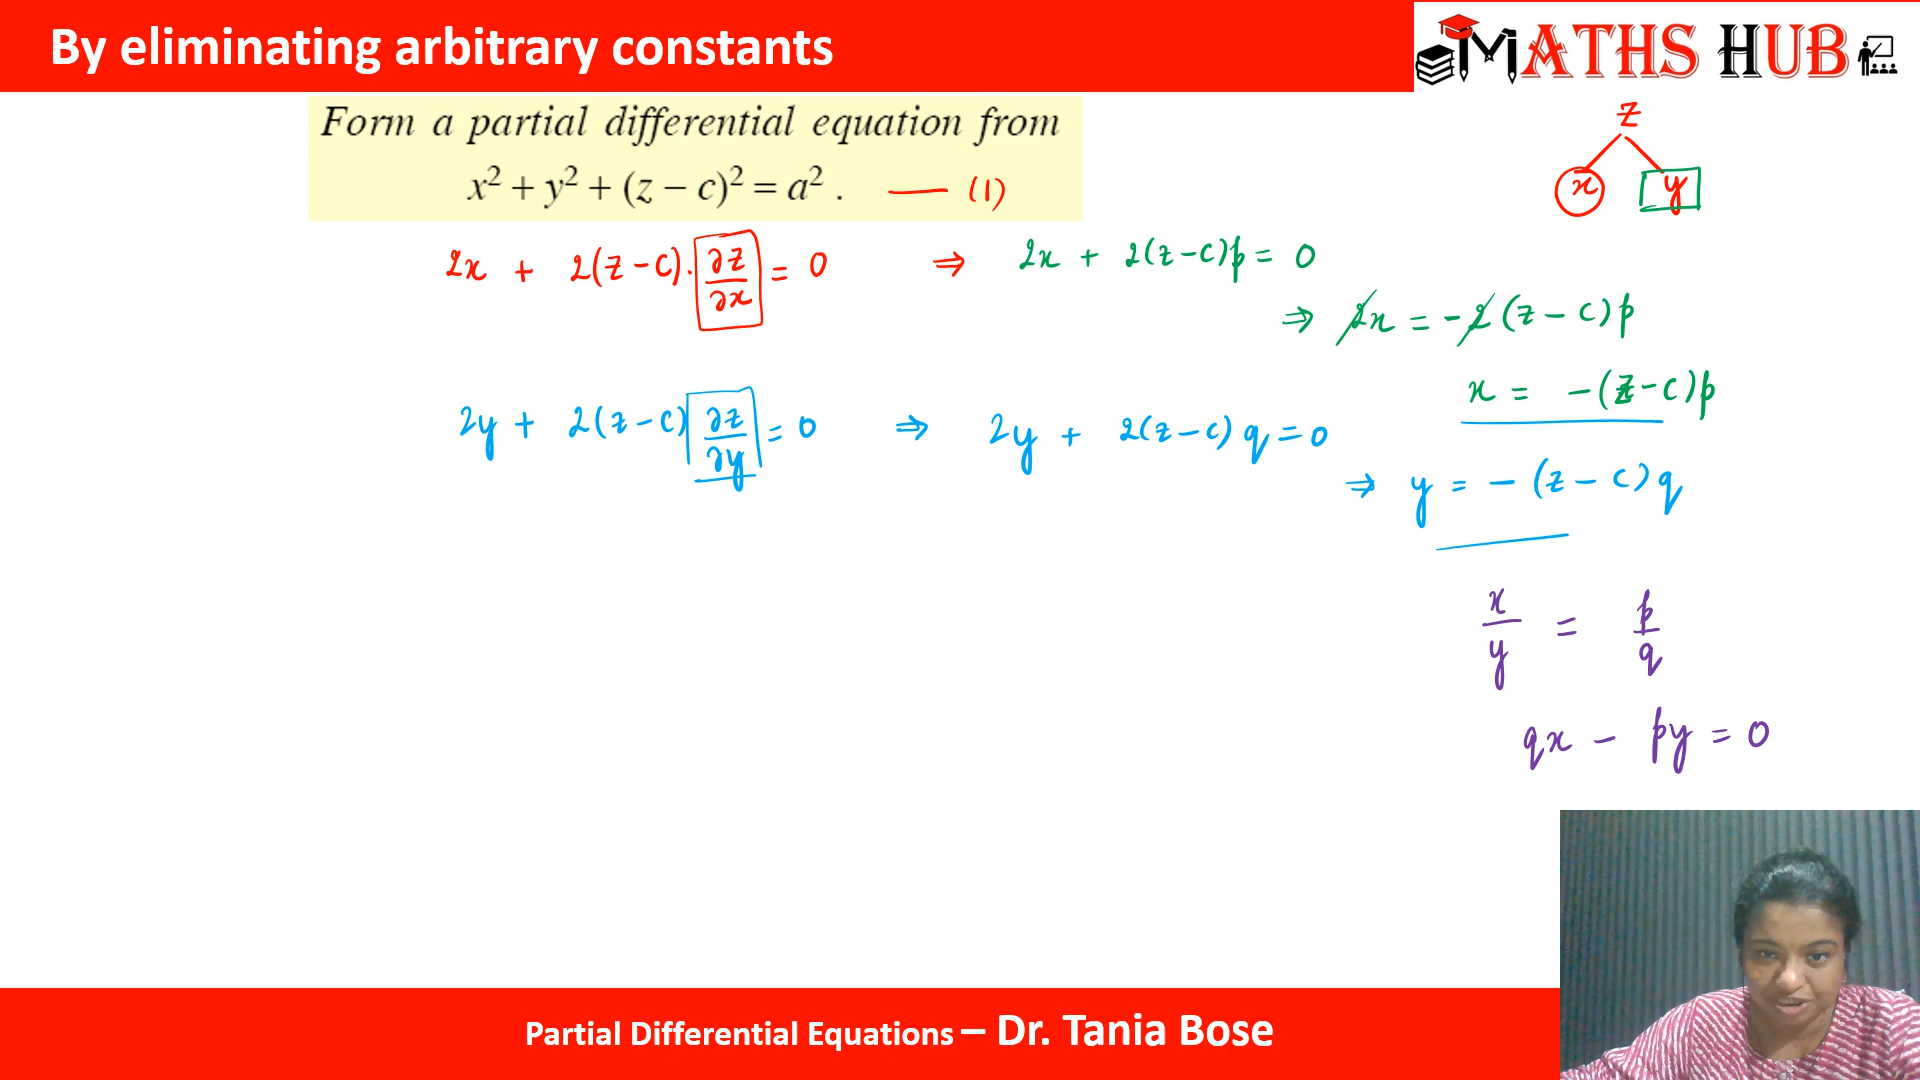 By eliminating arbitrary constants
MATHS HUB
Form a partial differential equation from
x² + y² + (z − c)² = a² . —— (1)
z
x y
2x + 2(z−c)·∂z/∂x = 0 ⇒ 2x + 2(z−c)p = 0
⇒ 2x = −2(z−c)p
x = −(z−c)p
2y + 2(z−c) ∂z/∂y = 0 ⇒ 2y + 2(z−c) q = 0
⇒ y = −(z−c)q
x/y = p/q
qx − py = 0
Partial Differential Equations – Dr. Tania Bose